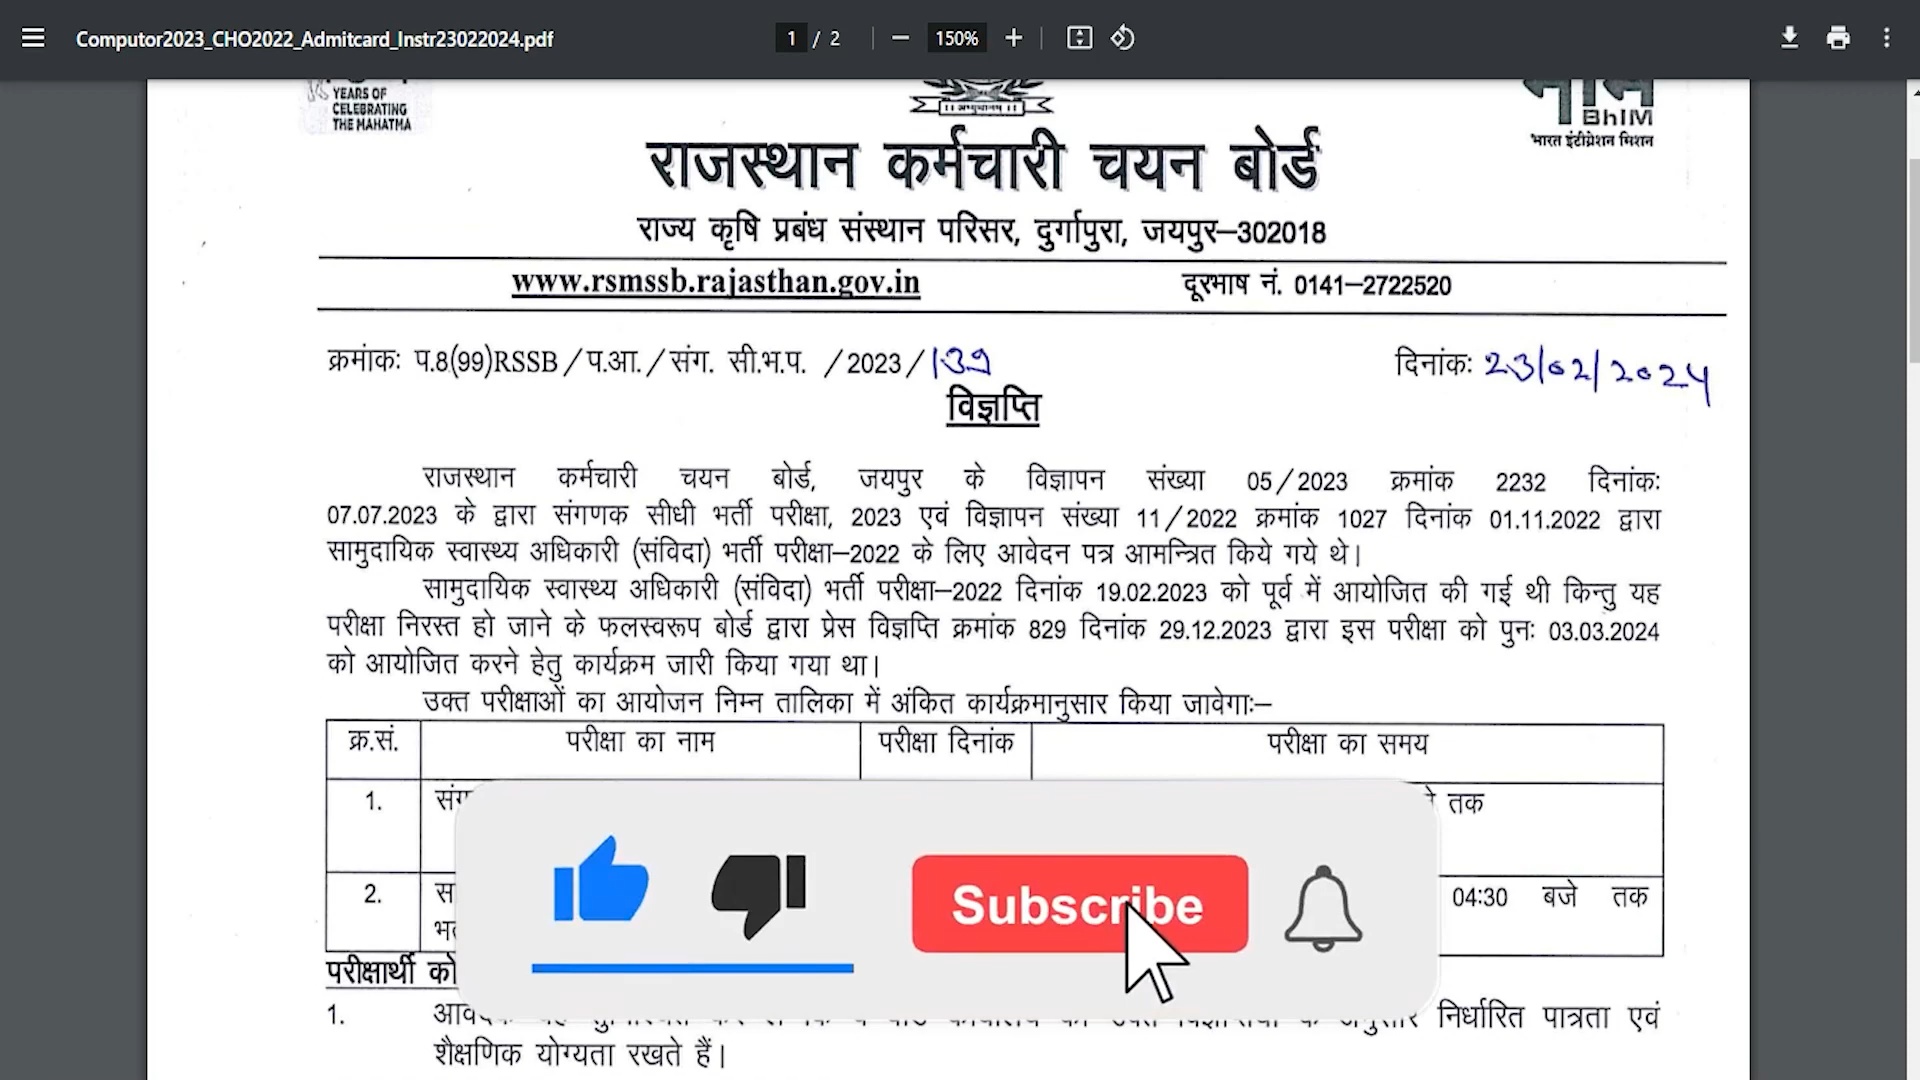 Computor2023_CHO2022_Admitcard_Instr23022024.pdf
1 / 2
150%
YEARS OF
CELEBRATING
THE MAHATMA
BhIM
भारत इंटीग्रेशन मिशन
राजस्थान कर्मचारी चयन बोर्ड
राज्य कृषि प्रबंध संस्थान परिसर, दुर्गापुरा, जयपुर–302018
www.rsmssb.rajasthan.gov.in दूरभाष नं. 0141–2722520
क्रमांकः प.8(99)RSSB/प.आ./संग. सी.भ.प. /2023/139 दिनांकः 23/02/2024
विज्ञप्ति
राजस्थान कर्मचारी चयन बोर्ड, जयपुर के विज्ञापन संख्या 05/2023 क्रमांक 2232 दिनांकः
07.07.2023 के द्वारा संगणक सीधी भर्ती परीक्षा, 2023 एवं विज्ञापन संख्या 11/2022 क्रमांक 1027 दिनांक 01.11.2022 द्वारा
सामुदायिक स्वास्थ्य अधिकारी (संविदा) भर्ती परीक्षा–2022 के लिए आवेदन पत्र आमन्त्रित किये गये थे।
सामुदायिक स्वास्थ्य अधिकारी (संविदा) भर्ती परीक्षा–2022 दिनांक 19.02.2023 को पूर्व में आयोजित की गई थी किन्तु यह
परीक्षा निरस्त हो जाने के फलस्वरूप बोर्ड द्वारा प्रेस विज्ञप्ति क्रमांक 829 दिनांक 29.12.2023 द्वारा इस परीक्षा को पुनः 03.03.2024
को आयोजित करने हेतु कार्यक्रम जारी किया गया था।
उक्त परीक्षाओं का आयोजन निम्न तालिका में अंकित कार्यक्रमानुसार किया जावेगाः–
क्र.सं. परीक्षा का नाम परीक्षा दिनांक परीक्षा का समय
1. तक
2. 04:30 बजे तक
Subscribe
परीक्षार्थी को
1. निर्धारित पात्रता एवं
शैक्षणिक योग्यता रखते हैं।